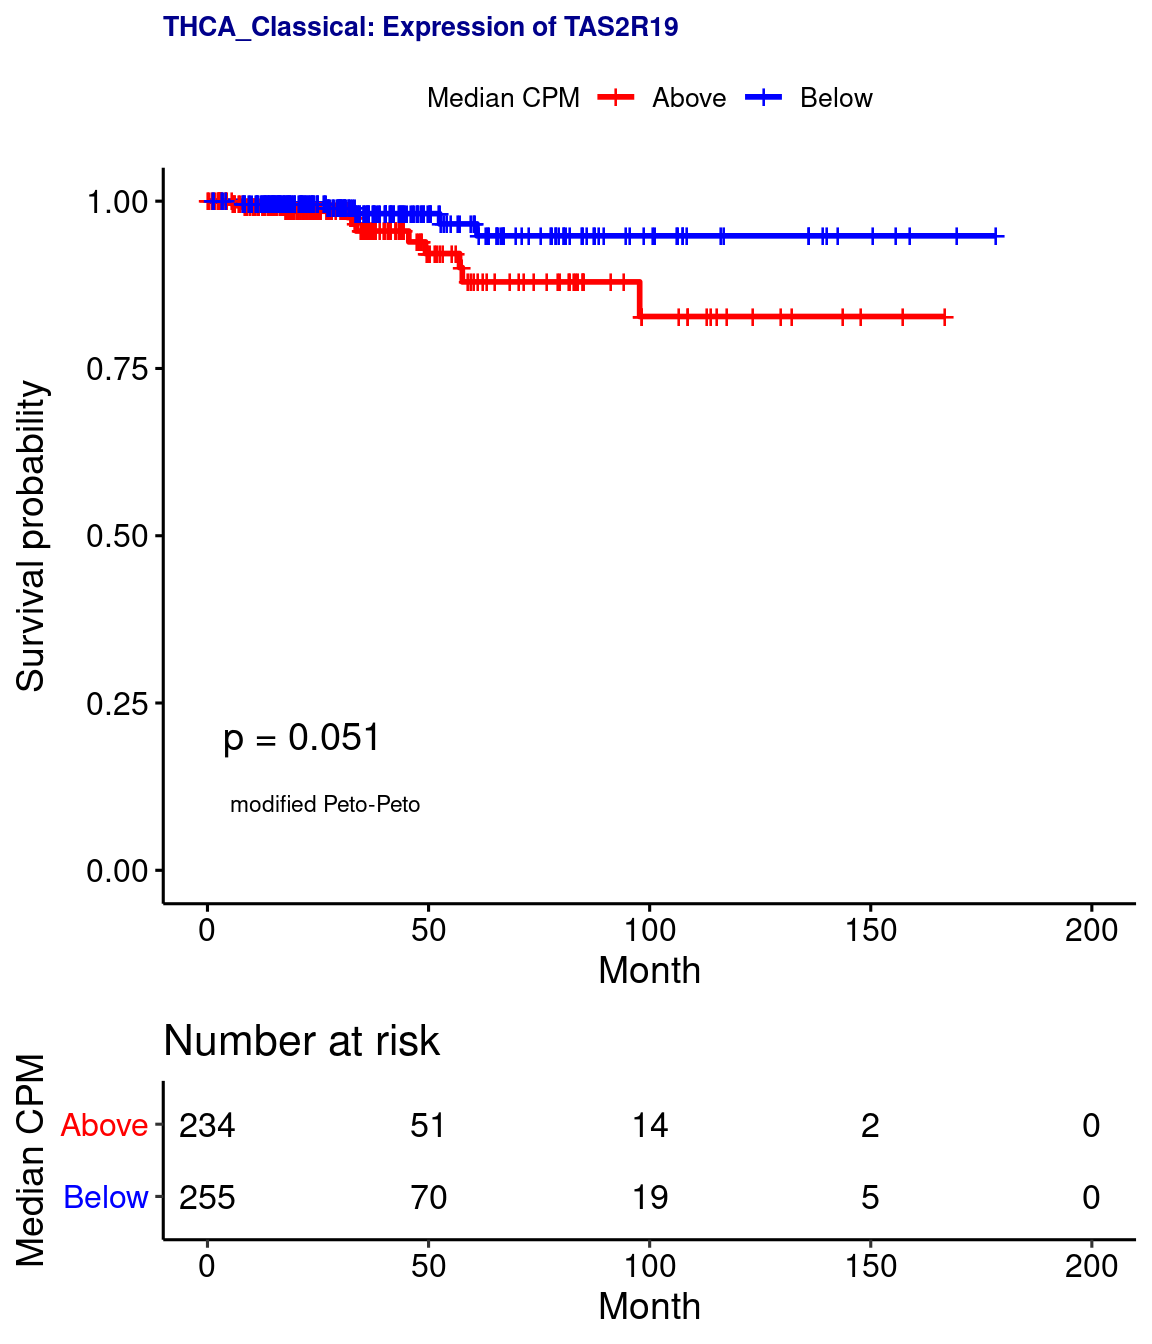 THCA_Classical: Expression of TAS2R19
Median CPM Above Below
1.00
0.75
0.50
0.25
0.00
Survival probability
p = 0.051
modified Peto-Peto
0 50 100 150 200
Month
Number at risk
Median CPM
Above 234 51 14 2 0
Below 255 70 19 5 0
0 50 100 150 200
Month